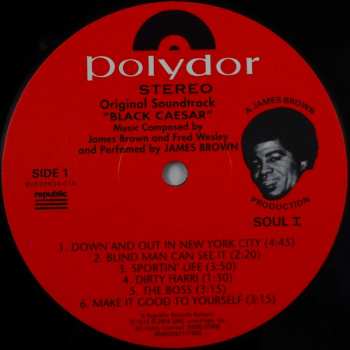 polydor
STEREO
Original Soundtrack
"BLACK CAESAR"
Music Composed by
James Brown and Fred Wesley
and Performed by JAMES BROWN
A JAMES BROWN
PRODUCTION
SIDE 1
republic
SOUL I
1. DOWN AND OUT IN NEW YORK CITY (4:45)
2. BLIND MAN CAN SEE IT (2:20)
3. SPORTIN' LIFE (3:50)
4. DIRTY HARRI (1:30)
5. THE BOSS (3:15)
6. MAKE IT GOOD TO YOURSELF (3:15)